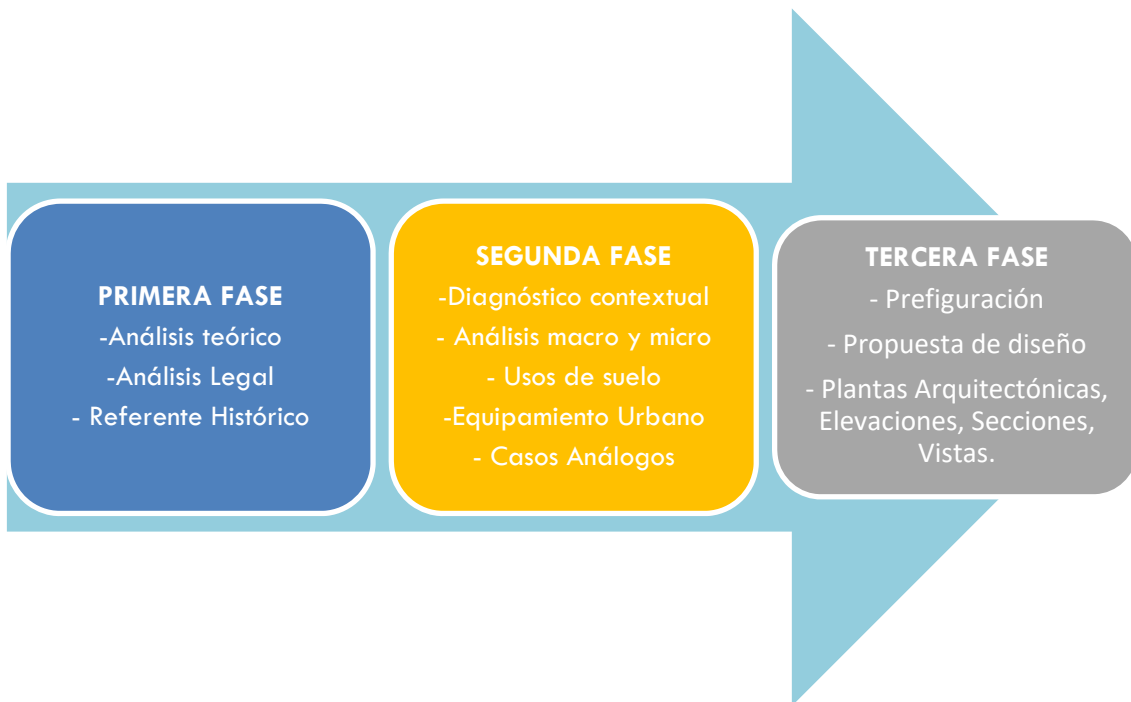 PRIMERA FASE
-Análisis teórico
-Análisis Legal
- Referente Histórico
SEGUNDA FASE
-Diagnóstico contextual
- Análisis macro y micro
- Usos de suelo
-Equipamiento Urbano
- Casos Análogos
TERCERA FASE
- Prefiguración
- Propuesta de diseño
- Plantas Arquitectónicas,
Elevaciones, Secciones,
Vistas.